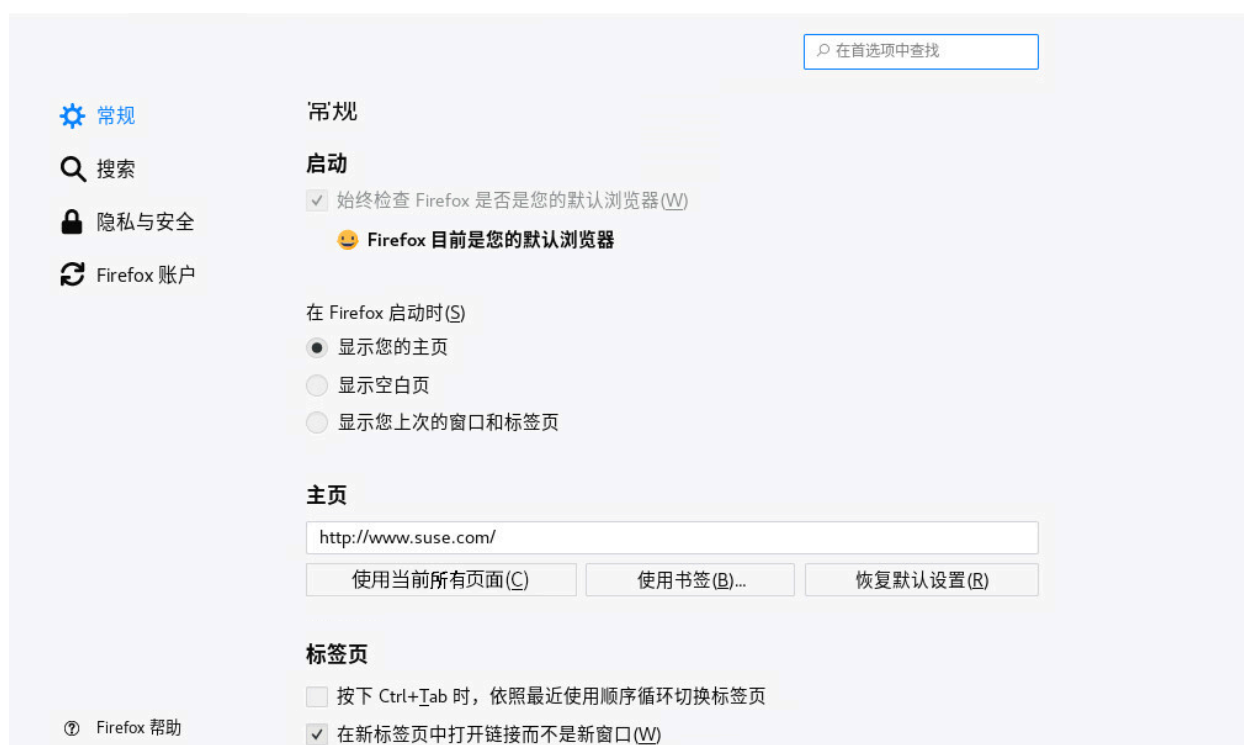 在首选项中查找
常规
搜索
隐私与安全
Firefox 账户
Firefox 帮助
常规
启动
始终检查 Firefox 是否是您的默认浏览器(W)
Firefox 目前是您的默认浏览器
在 Firefox 启动时(S)
显示您的主页
显示空白页
显示您上次的窗口和标签页
主页
http://www.suse.com/
使用当前所有页面(C) 使用书签(B)... 恢复默认设置(R)
标签页
按下 Ctrl+Tab 时，依照最近使用顺序循环切换标签页
在新标签页中打开链接而不是新窗口(W)